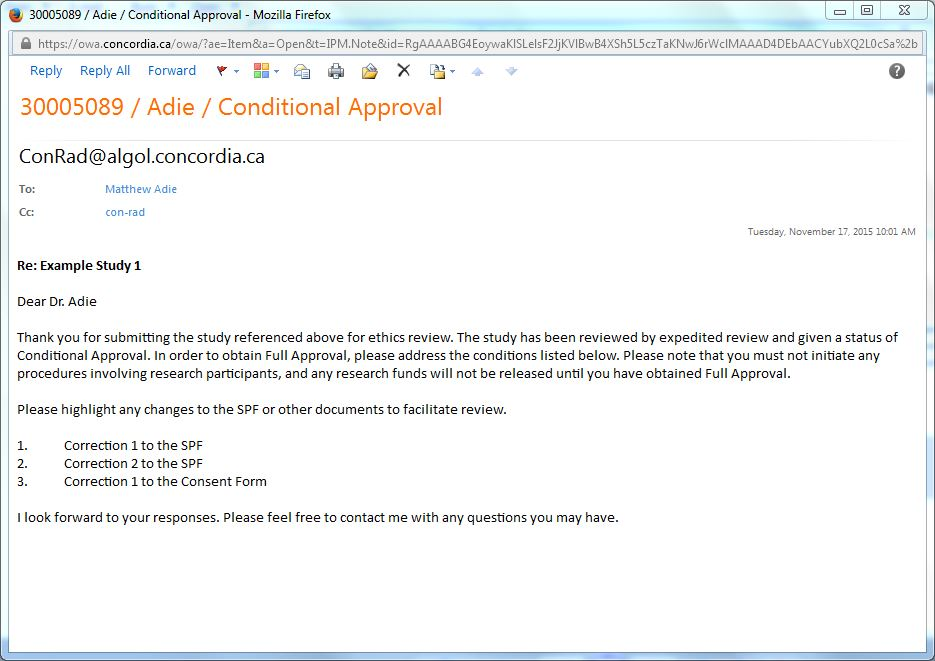 30005089 / Adie / Conditional Approval - Mozilla Firefox
https://owa.concordia.ca/owa/?ae=Item&a=Open&t=IPM.Note&id=RgAAAABG4EoywaKlSLelsF2JjKVIBwB4XSh5L5czTaKNwJ6rWclMAAAD4DEbAACYubXQ2L0cSa%2b
Reply Reply All Forward
30005089 / Adie / Conditional Approval
ConRad@algol.concordia.ca
To: Matthew Adie
Cc: con-rad
Tuesday, November 17, 2015 10:01 AM
Re: Example Study 1
Dear Dr. Adie
Thank you for submitting the study referenced above for ethics review. The study has been reviewed by expedited review and given a status of
Conditional Approval. In order to obtain Full Approval, please address the conditions listed below. Please note that you must not initiate any
procedures involving research participants, and any research funds will not be released until you have obtained Full Approval.
Please highlight any changes to the SPF or other documents to facilitate review.
1. Correction 1 to the SPF
2. Correction 2 to the SPF
3. Correction 1 to the Consent Form
I look forward to your responses. Please feel free to contact me with any questions you may have.